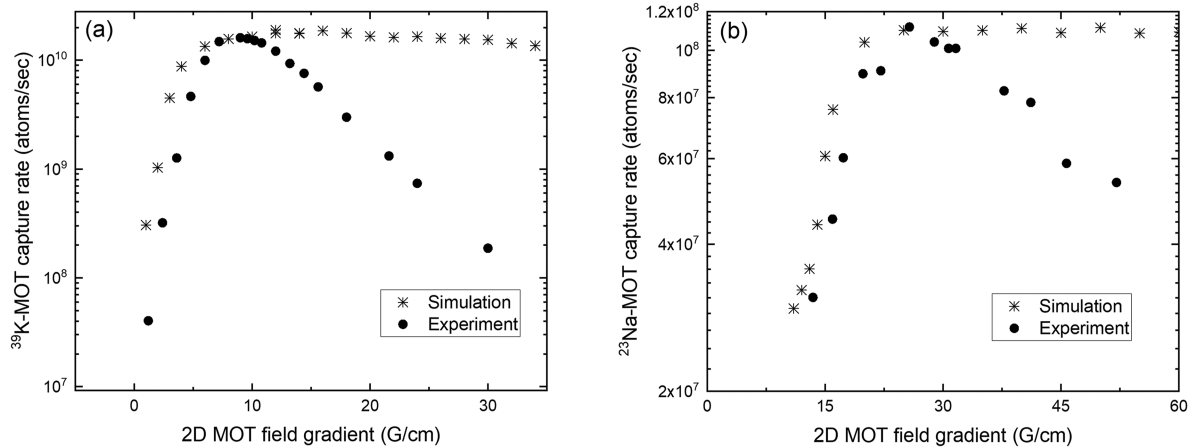 (a)
10^10
10^9
10^8
10^7
^39K-MOT capture rate (atoms/sec)
Simulation
Experiment
0 10 20 30
2D MOT field gradient (G/cm)
(b)
1.2x10^8
10^8
8x10^7
6x10^7
4x10^7
2x10^7
^23Na-MOT capture rate (atoms/sec)
Simulation
Experiment
0 15 30 45 60
2D MOT field gradient (G/cm)